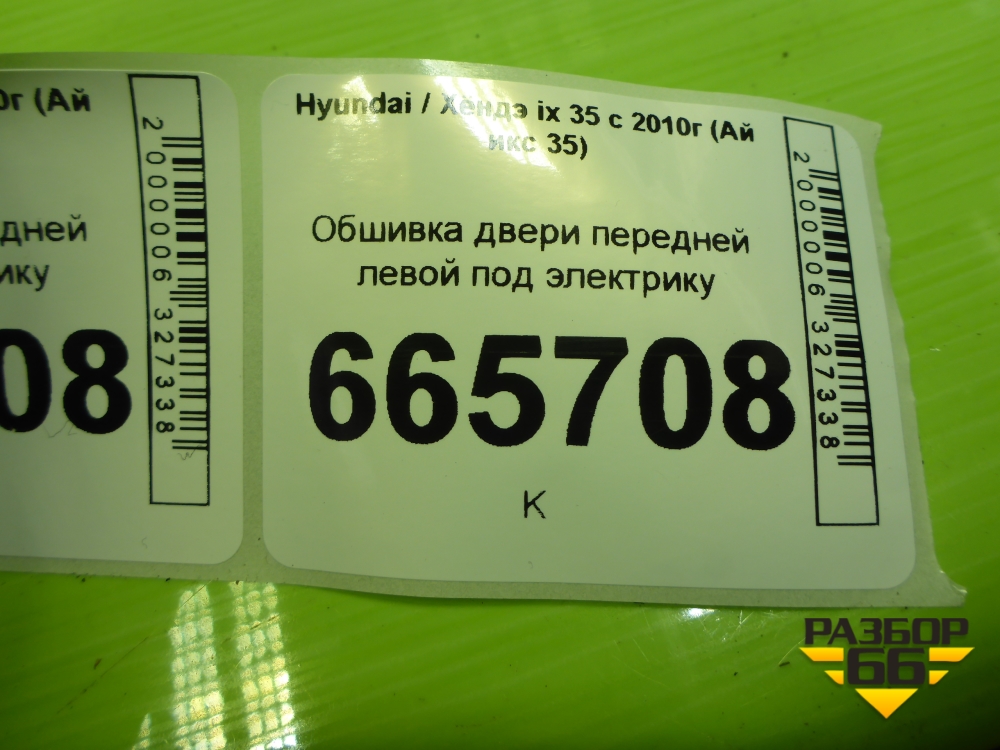 0г (Ай
дней
ику
08
2000006327338
Hyundai / Хёндэ ix 35 с 2010г (Ай
икс 35)
Обшивка двери передней
левой под электрику
665708
К
2000006327338
РАЗБОР
66